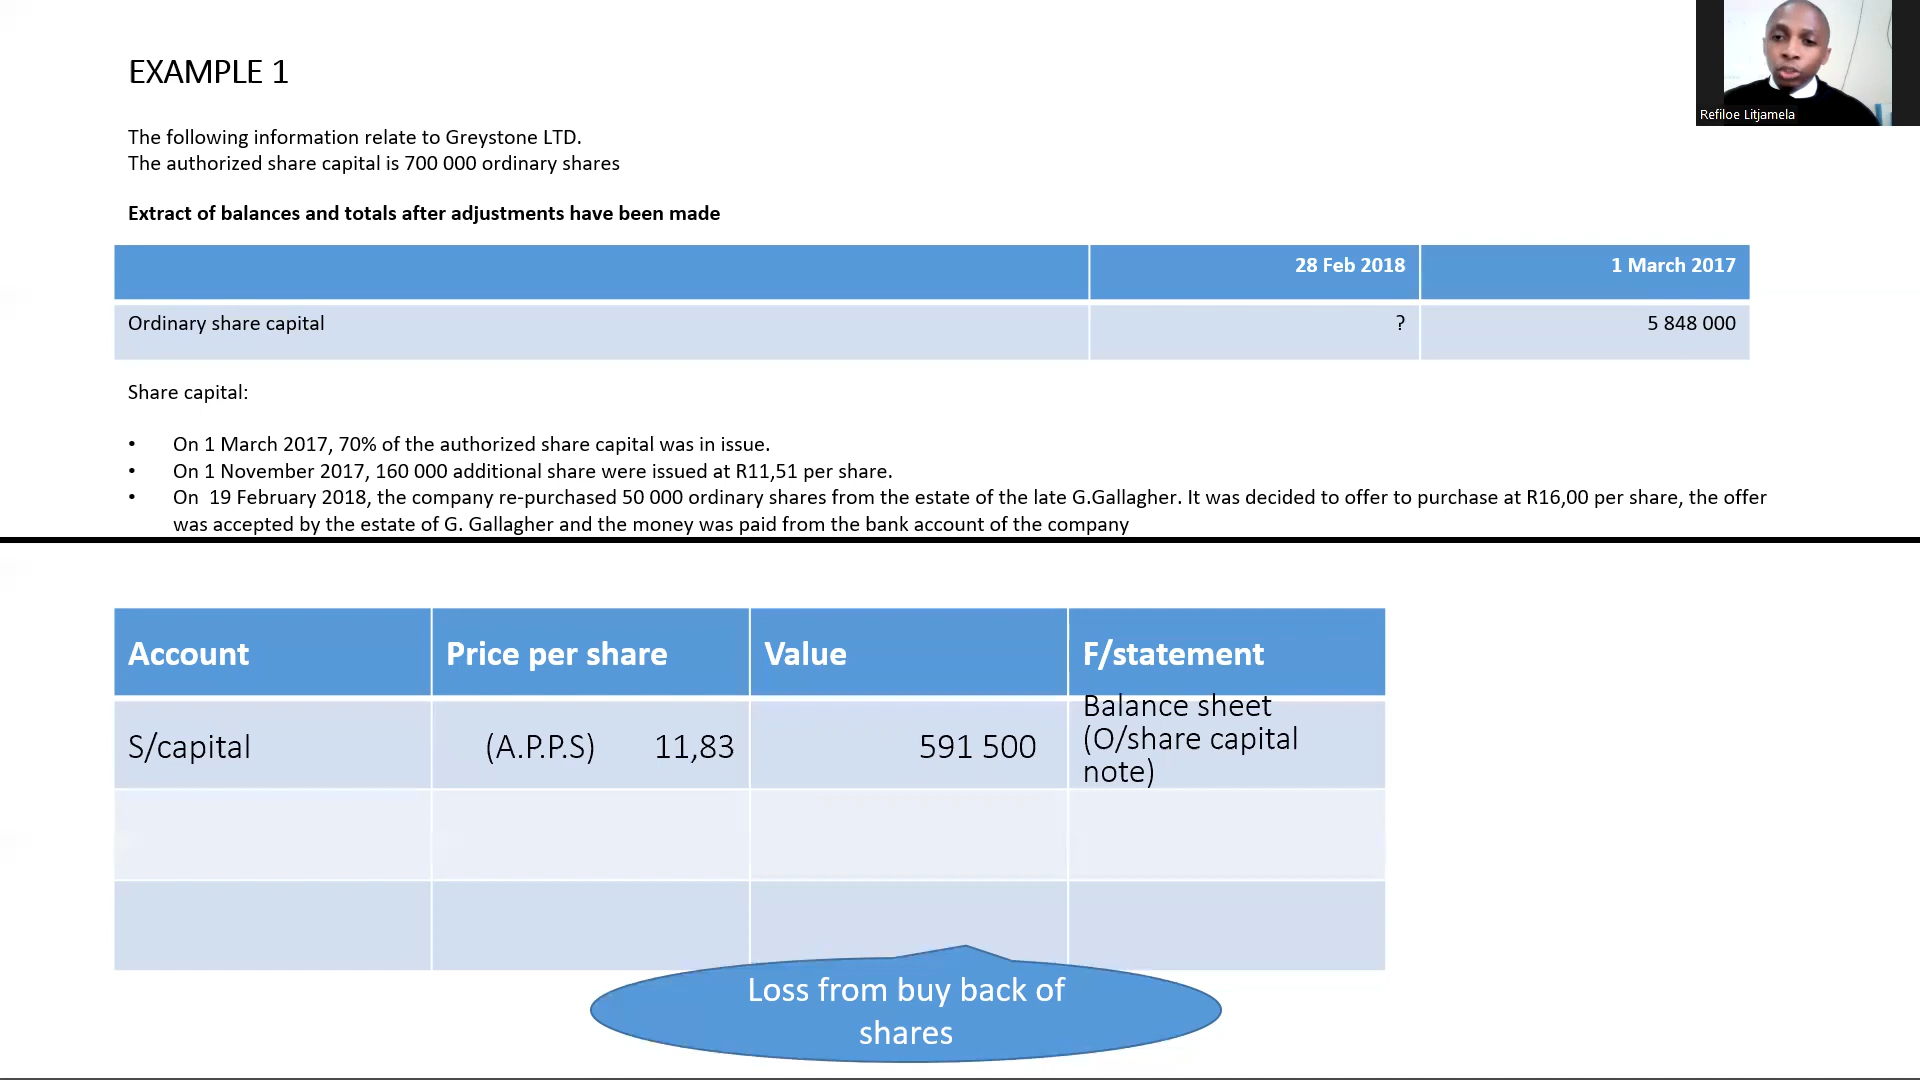 Refiloe Litjamela
EXAMPLE 1
The following information relate to Greystone LTD.
The authorized share capital is 700 000 ordinary shares
Extract of balances and totals after adjustments have been made
28 Feb 2018 1 March 2017
Ordinary share capital ? 5 848 000
Share capital:
• On 1 March 2017, 70% of the authorized share capital was in issue.
• On 1 November 2017, 160 000 additional share were issued at R11,51 per share.
• On 19 February 2018, the company re-purchased 50 000 ordinary shares from the estate of the late G.Gallagher. It was decided to offer to purchase at R16,00 per share, the offer
was accepted by the estate of G. Gallagher and the money was paid from the bank account of the company
Account Price per share Value F/statement
S/capital (A.P.P.S) 11,83 591 500 Balance sheet
(O/share capital
note)
Loss from buy back of
shares